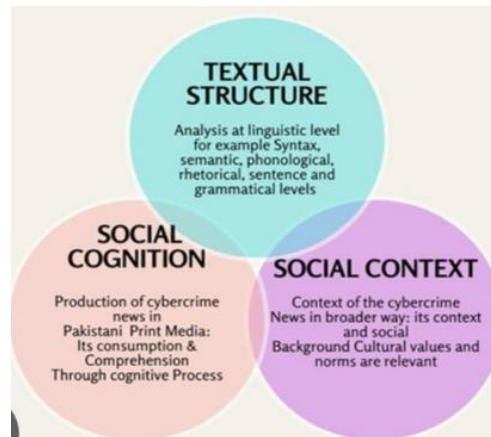 TEXTUAL
STRUCTURE
Analysis at linguistic level
for example Syntax,
semantic, phonological,
rhetorical, sentence and
grammatical levels
SOCIAL
COGNITION
Production of cybercrime
news in
Pakistani Print Media:
Its consumption &
Comprehension
Through cognitive Process
SOCIAL CONTEXT
Context of the cybercrime
News in broader way: its context
and social
Background Cultural values and
norms are relevant